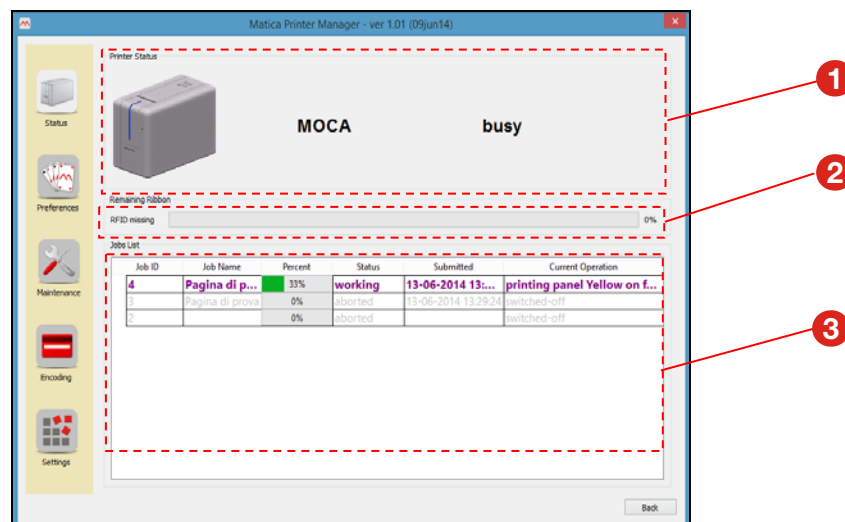 Matica Printer Manager - ver 1.01 (09jun14)
x
Printer Status
MOCA busy
1
Status
2
Preferences
Remaining Ribbon
RFID missing 0%
Jobs List
Job ID Job Name Percent Status Submitted Current Operation
4 Pagina di p... 33% working 13-06-2014 13:... printing panel Yellow on f...
3 Pagina di prova 0% aborted 13-06-2014 13:29:24 switched-off
2 0% aborted switched-off
Maintenance
3
Encoding
Settings
Back